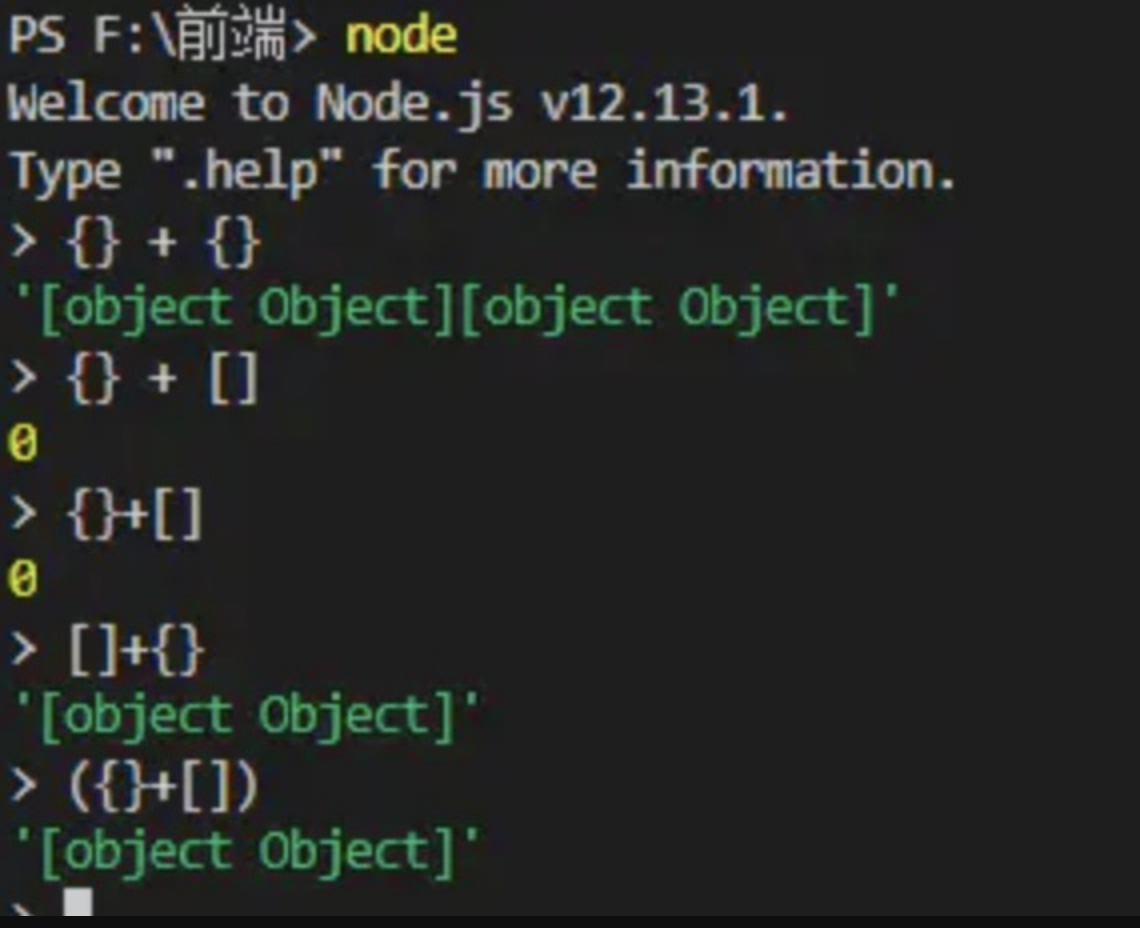 PS F:\前端> node
Welcome to Node.js v12.13.1.
Type ".help" for more information.
> {} + {}
'[object Object][object Object]'
> {} + []
0
> {}+[]
0
> []+{}
'[object Object]'
> ({}+[])
'[object Object]'
>